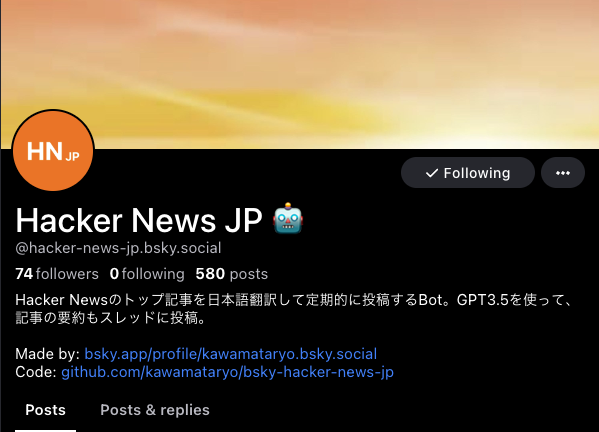 HN JP
Following
Hacker News JP 🤖
@hacker-news-jp.bsky.social
74 followers 0 following 580 posts
Hacker Newsのトップ記事を日本語翻訳して定期的に投稿するBot。GPT3.5を使って、
記事の要約もスレッドに投稿。
Made by: bsky.app/profile/kawamataryo.bsky.social
Code: github.com/kawamataryo/bsky-hacker-news-jp
Posts Posts & replies